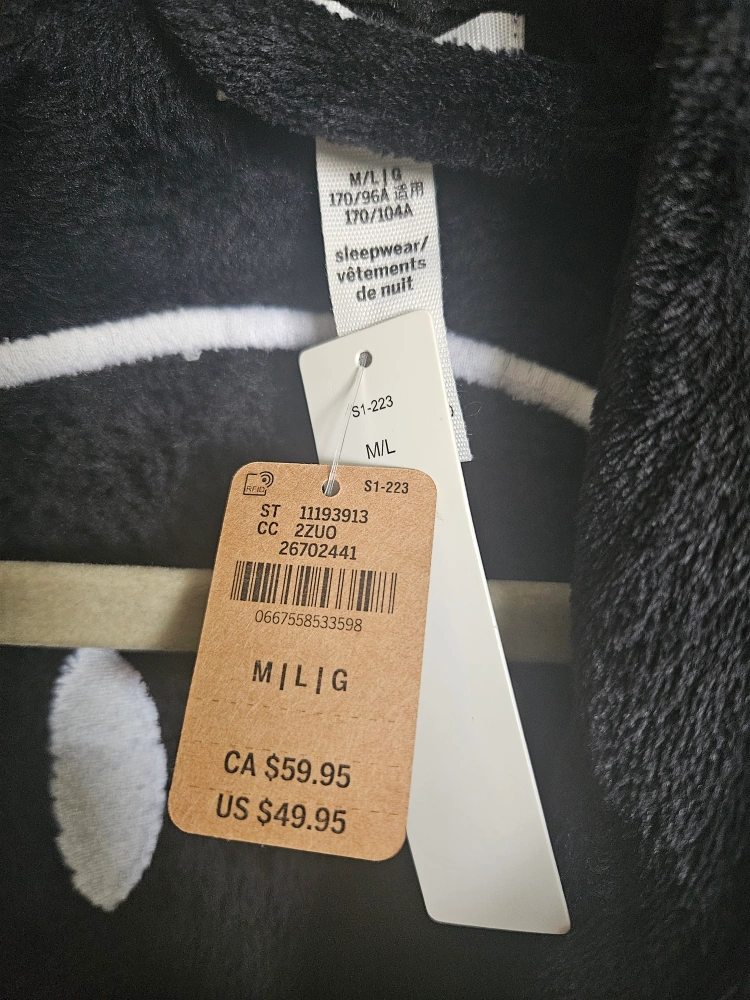 M/L|G
170/96A 适用
170/104A
sleepwear/
vêtements
de nuit
S1-223
M/L
RFID
S1-223
ST 11193913
CC 2ZUO
26702441
0667558533598
M|L|G
CA $59.95
US $49.95